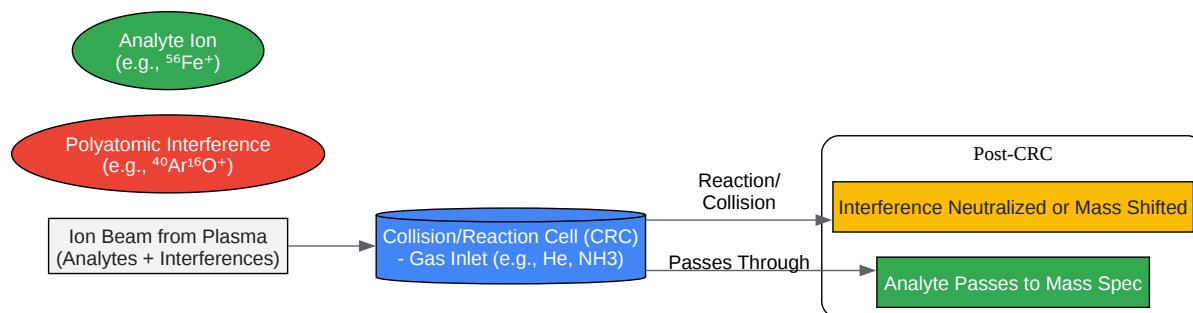 Analyte Ion
(e.g., ⁵⁶Fe⁺)
Polyatomic Interference
(e.g., ⁴⁰Ar¹⁶O⁺)
Ion Beam from Plasma
(Analytes + Interferences)
Collision/Reaction Cell (CRC)
- Gas Inlet (e.g., He, NH3)
Reaction/
Collision
Passes Through
Post-CRC
Interference Neutralized or Mass Shifted
Analyte Passes to Mass Spec